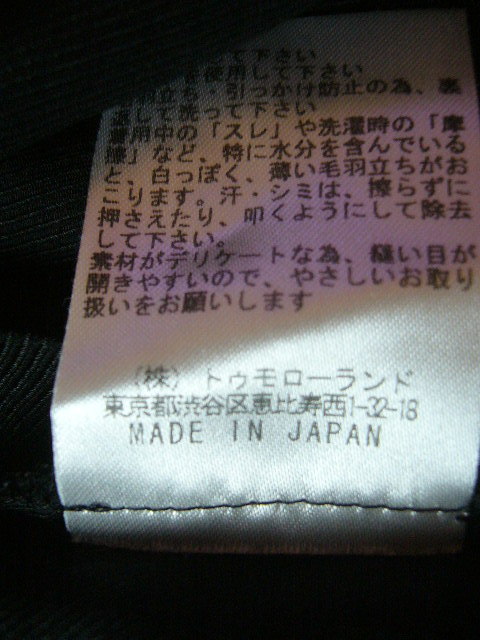 て下さい
使用して下さい
立ち・引っかけ防止の為、裏
返して洗って下さい
着用中の「スレ」や洗濯時の「摩
擦」など、特に水分を含んでいる
と、白っぽく、薄い毛羽立ちがお
こります。汗・シミは、擦らずに
押さえたり、叩くようにして除去
して下さい。
素材がデリケートな為、縫い目が
開きやすいので、やさしいお取り
扱いをお願いします
(株) トゥモローランド
東京都渋谷区恵比寿西1-32-18
MADE IN JAPAN